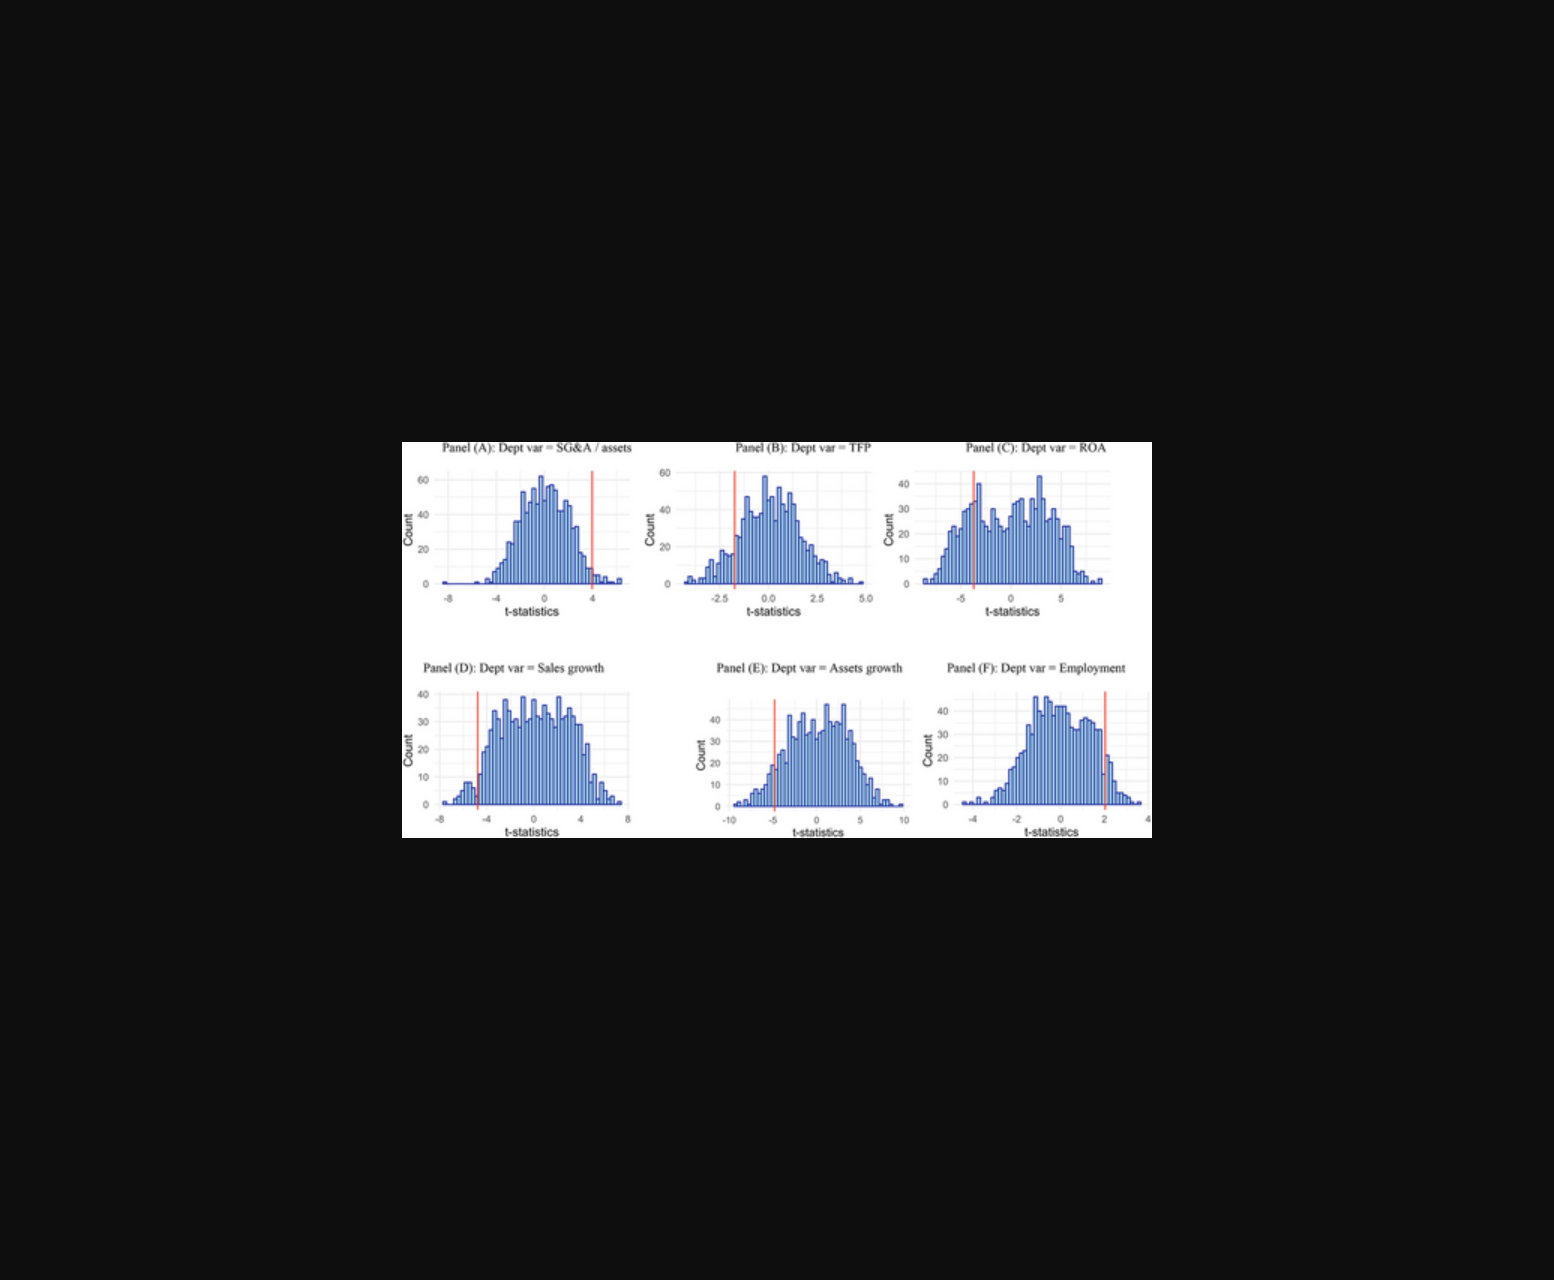 Panel (A): Dept var = SG&A / assets
60
40
20
0
Count
-8 -4 0 4
t-statistics
Panel (B): Dept var = TFP
60
40
20
0
Count
-2.5 0.0 2.5 5.0
t-statistics
Panel (C): Dept var = ROA
40
30
20
10
0
Count
-5 0 5
t-statistics
Panel (D): Dept var = Sales growth
40
30
20
10
0
Count
-8 -4 0 4 8
t-statistics
Panel (E): Dept var = Assets growth
40
30
20
10
0
Count
-10 -5 0 5 10
t-statistics
Panel (F): Dept var = Employment
40
30
20
10
0
Count
-4 -2 0 2 4
t-statistics